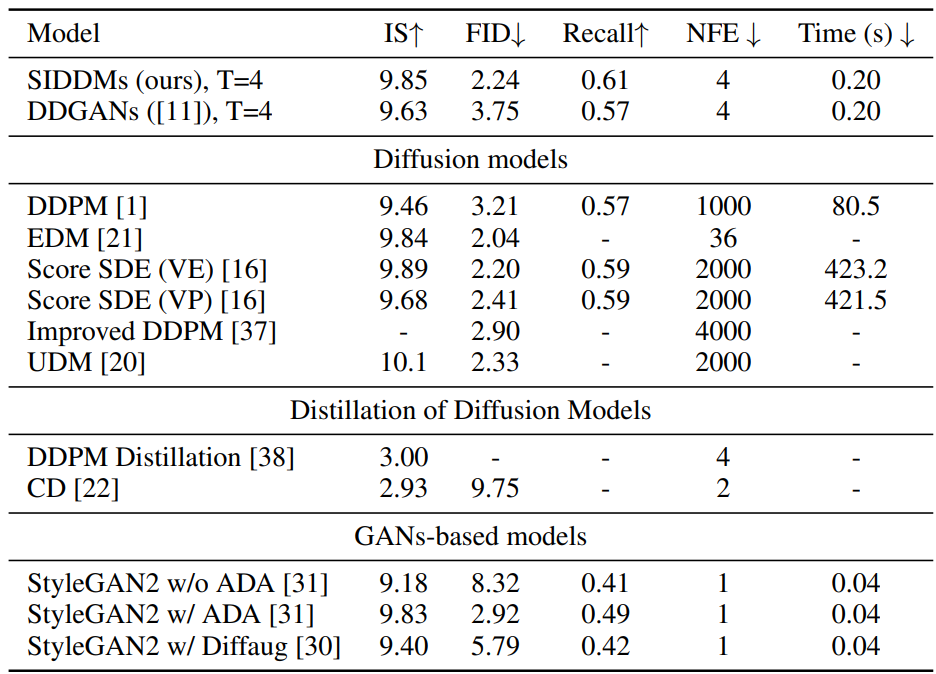 Model IS↑ FID↓ Recall↑ NFE ↓ Time (s) ↓
SIDDMs (ours), T=4 9.85 2.24 0.61 4 0.20
DDGANs ([11]), T=4 9.63 3.75 0.57 4 0.20
Diffusion models
DDPM [1] 9.46 3.21 0.57 1000 80.5
EDM [21] 9.84 2.04 - 36 -
Score SDE (VE) [16] 9.89 2.20 0.59 2000 423.2
Score SDE (VP) [16] 9.68 2.41 0.59 2000 421.5
Improved DDPM [37] - 2.90 - 4000 -
UDM [20] 10.1 2.33 - 2000 -
Distillation of Diffusion Models
DDPM Distillation [38] 3.00 - - 4 -
CD [22] 2.93 9.75 - 2 -
GANs-based models
StyleGAN2 w/o ADA [31] 9.18 8.32 0.41 1 0.04
StyleGAN2 w/ ADA [31] 9.83 2.92 0.49 1 0.04
StyleGAN2 w/ Diffaug [30] 9.40 5.79 0.42 1 0.04